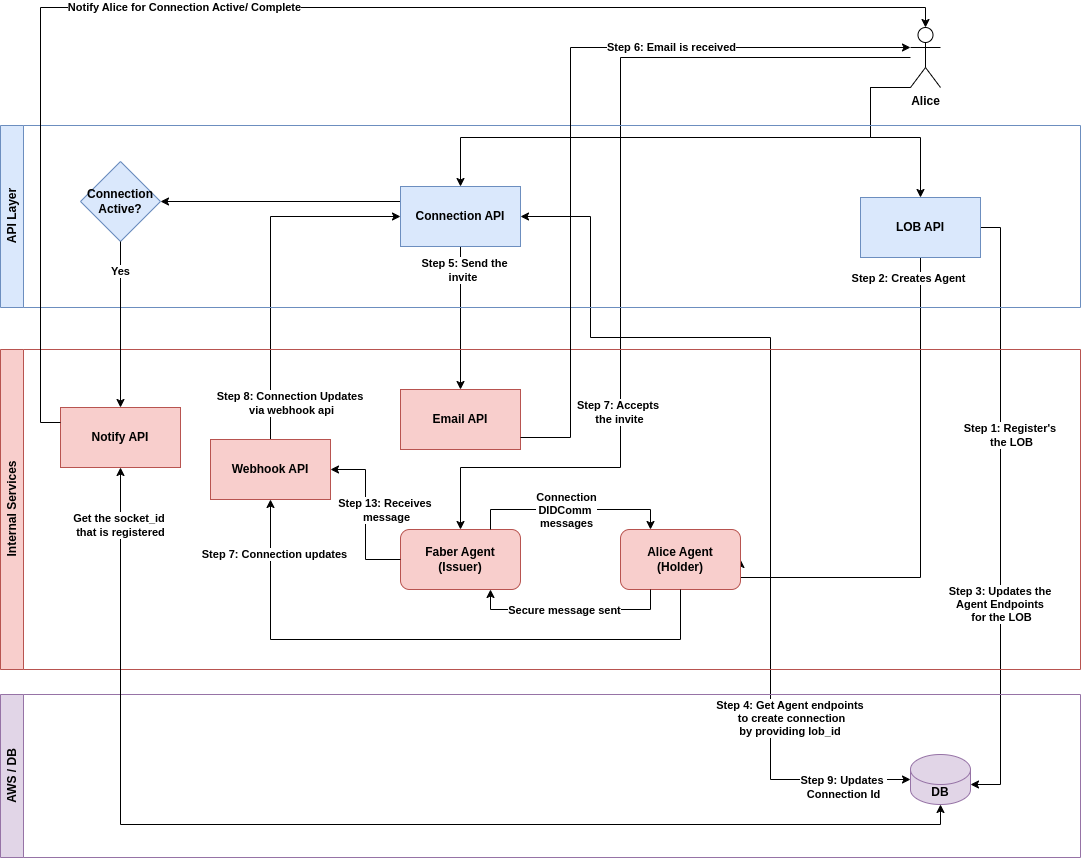 Notify Alice for Connection Active/ Complete
Step 6: Email is received
Alice
API Layer
Connection
Active?
Connection API
LOB API
Yes
Step 5: Send the
invite
Step 2: Creates Agent
Internal Services
Notify API
Step 8: Connection Updates
via webhook api
Email API
Step 7: Accepts
the invite
Step 1: Register's
the LOB
Webhook API
Get the socket_id
that is registered
Step 13: Receives
message
Connection
DIDComm
messages
Step 7: Connection updates
Faber Agent
(Issuer)
Alice Agent
(Holder)
Secure message sent
Step 3: Updates the
Agent Endpoints
for the LOB
AWS / DB
Step 4: Get Agent endpoints
to create connection
by providing lob_id
Step 9: Updates
Connection Id
DB